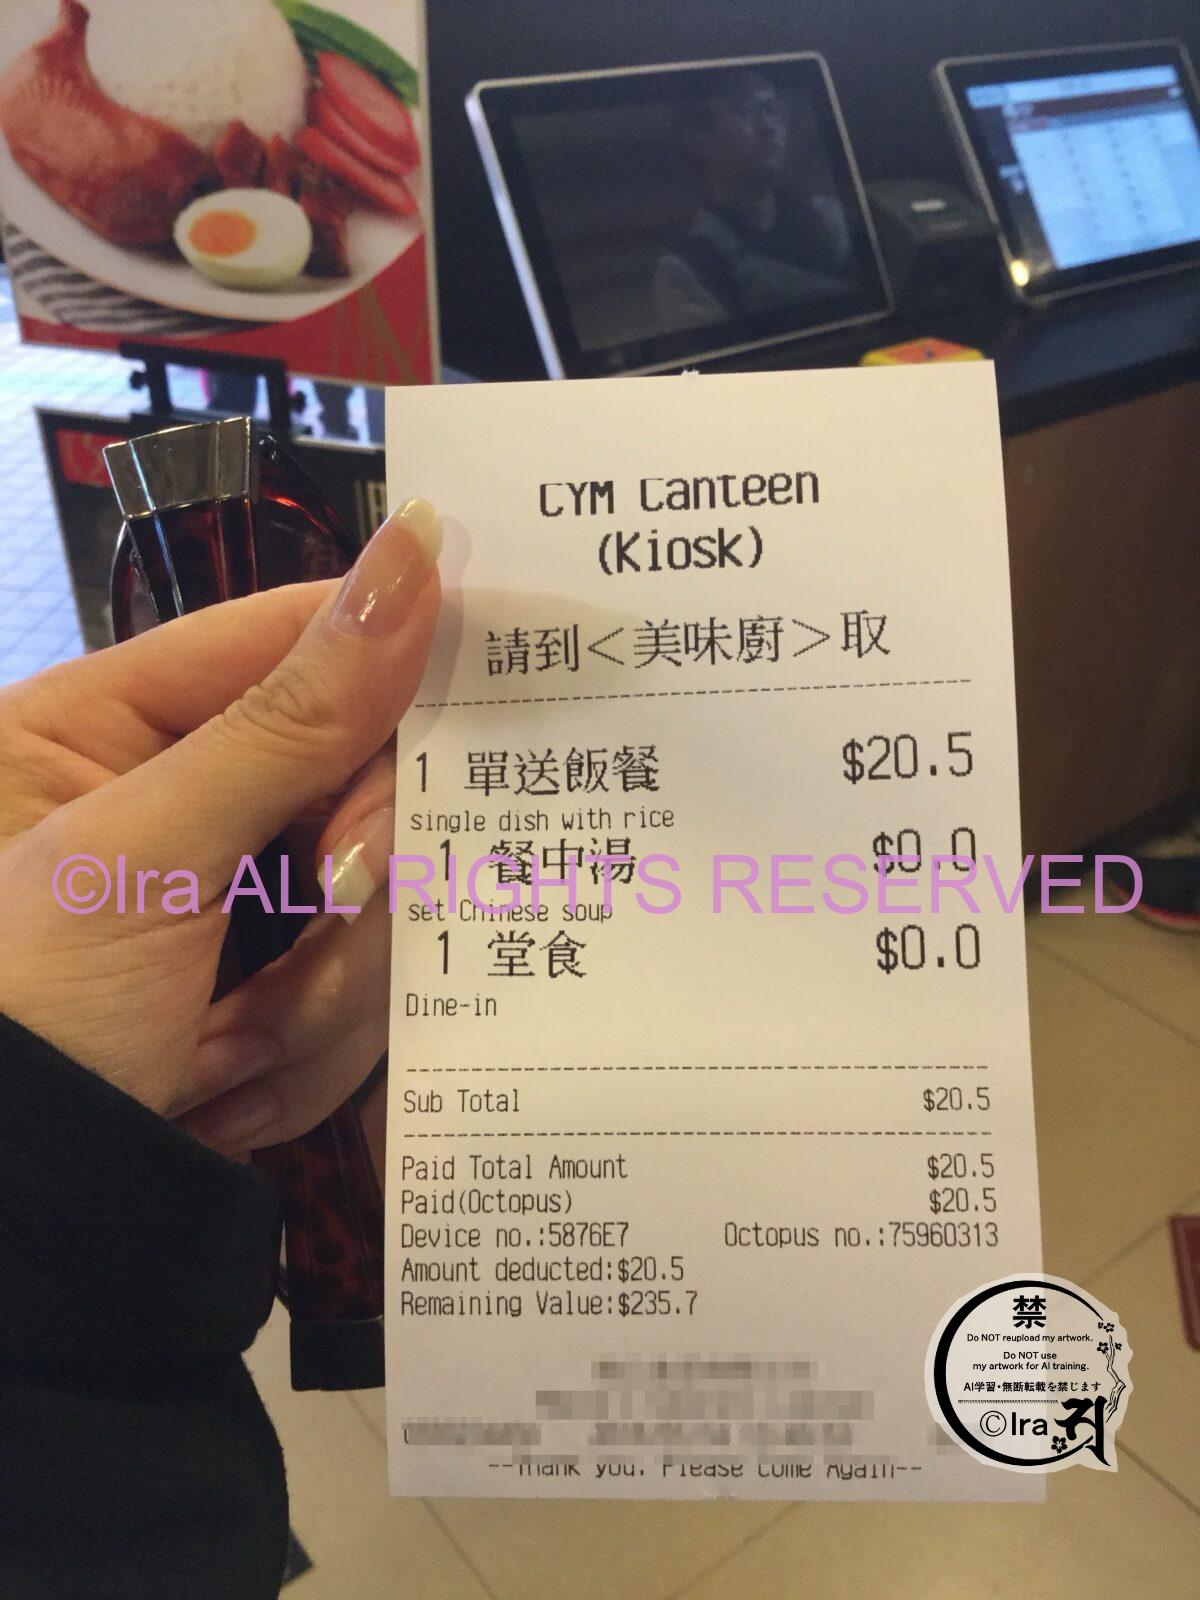 CYM Canteen
(Kiosk)
請到＜美味廚＞取
1 單送飯餐 $20.5
single dish with rice
1 餐中湯 $0.0
©Ira ALL RIGHTS RESERVED
set Chinese soup
1 堂食 $0.0
Dine-in
Sub Total $20.5
Paid Total Amount $20.5
Paid(Octopus) $20.5
Device no.:5876E7 Octopus no.:75960313
Amount deducted:$20.5
Remaining Value:$235.7
--Thank you. Please Come Again--
禁
Do NOT reupload my artwork.
Do NOT use
my artwork for AI training.
AI学習・無断転載を禁じます
©Ira